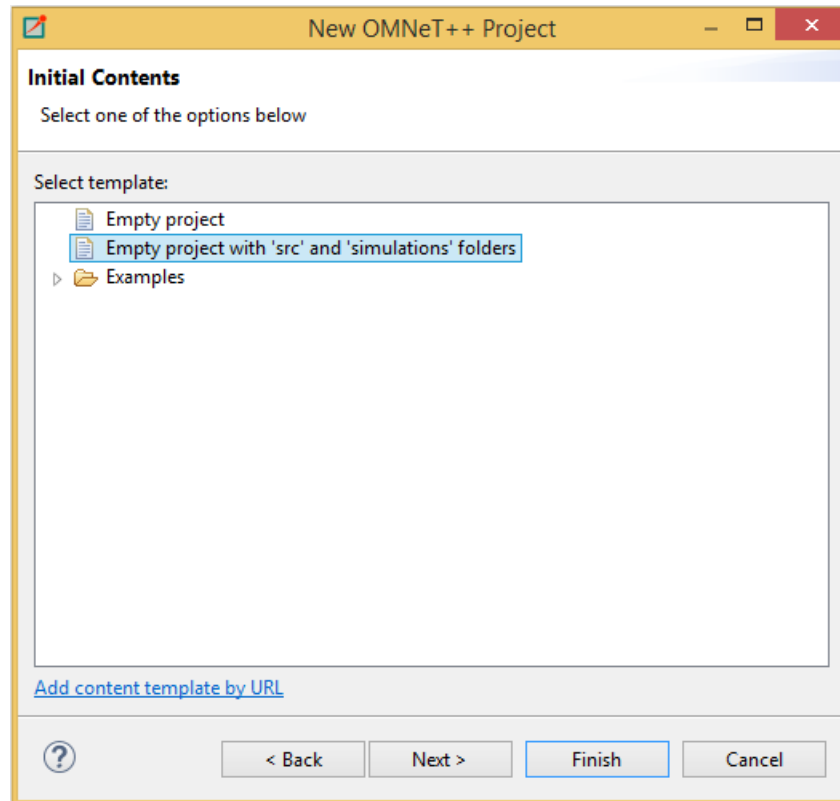 New OMNeT++ Project
Initial Contents
Select one of the options below
Select template:
Empty project
Empty project with 'src' and 'simulations' folders
Examples
Add content template by URL
?
< Back
Next >
Finish
Cancel